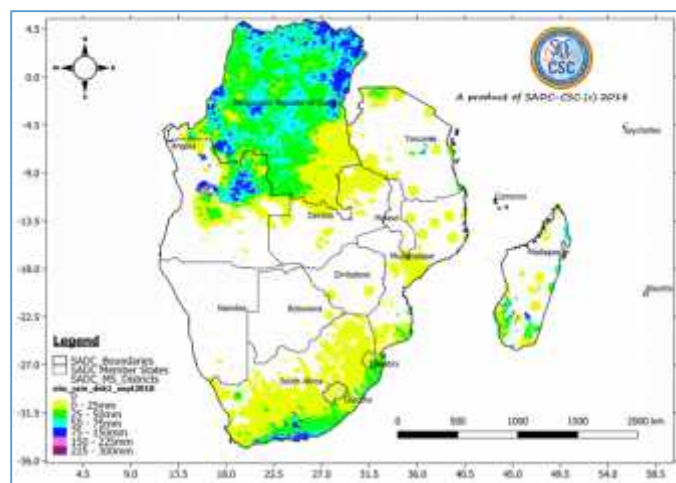 4.5
0.0
-4.5
-9.0
-13.5
-18.0
-22.5
-27.0
-31.5
-36.0
N
S
CSC
A product of SADC-CSC (c) 2018
Seychelles
Tanzania
Angola
Comoros
Zambia
Malawi
Mozambique
Madagascar
Zimbabwe
Namibia
Botswana
South Africa
Lesotho
Legend
SADC_Boundaries
SADC Member States
SADC_MS_Districts
0
0 - 25mm
25 - 50mm
50 - 75mm
75 - 150mm
150 - 225mm
225 - 300mm
0 500 1000 1500 2000 km
4.5 9.0 13.5 18.0 22.5 27.0 31.5 36.0 40.5 45.0 49.5 54.0 58.5